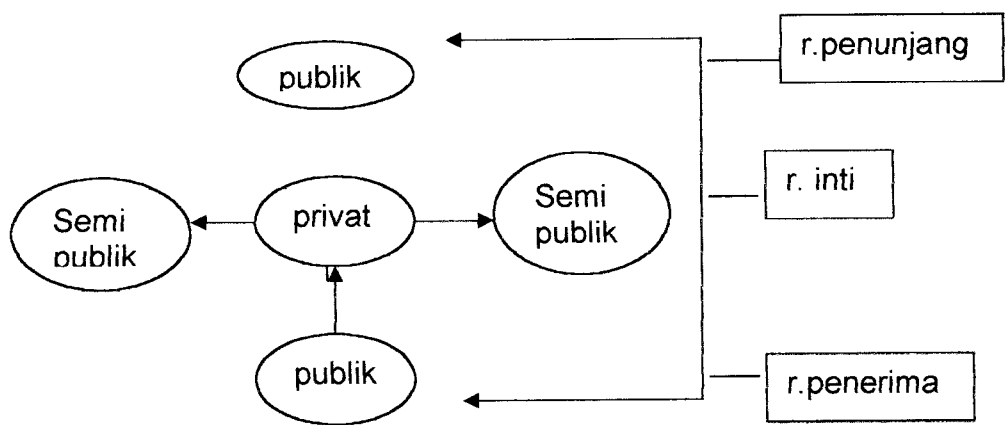 publik
r.penunjang
Semi
publik
privat
Semi
publik
r. inti
publik
r.penerima